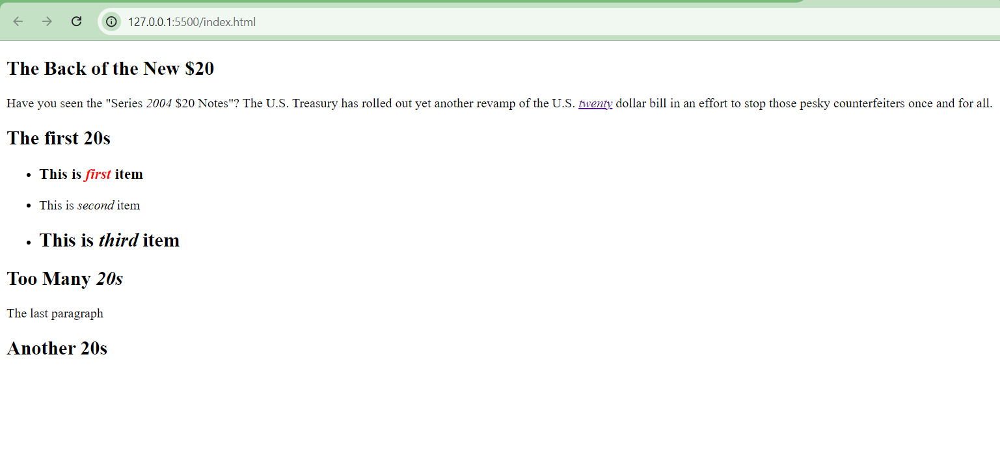 127.0.0.1:5500/index.html
The Back of the New $20
Have you seen the "Series 2004 $20 Notes"? The U.S. Treasury has rolled out yet another revamp of the U.S. twenty dollar bill in an effort to stop those pesky counterfeiters once and for all.
The first 20s
This is first item
This is second item
This is third item
Too Many 20s
The last paragraph
Another 20s